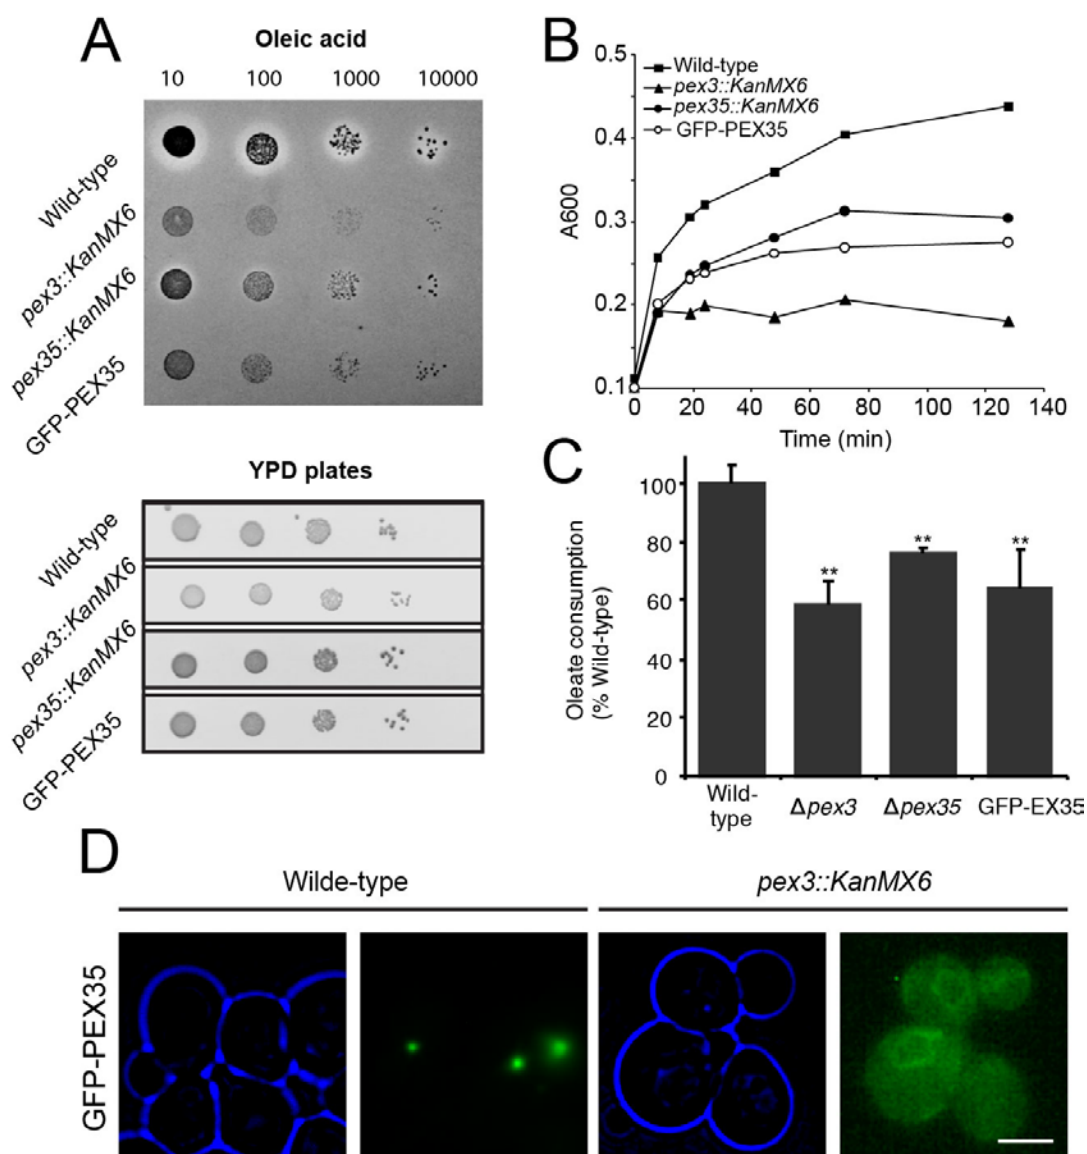 A
Oleic acid
10 100 1000 10000
Wild-type
pex3::KanMX6
pex35::KanMX6
GFP-PEX35
YPD plates
Wild-type
pex3::KanMX6
pex35::KanMX6
GFP-PEX35
B
0.5
0.4
0.3
0.2
0.1
A600
Wild-type
pex3::KanMX6
pex35::KanMX6
GFP-PEX35
0 20 40 60 80 100 120 140
Time (min)
C
Oleate consumption
(% Wild-type)
100
80
60
40
20
0
**
**
**
Wild-
type
Δpex3
Δpex35
GFP-EX35
D
Wilde-type
pex3::KanMX6
GFP-PEX35